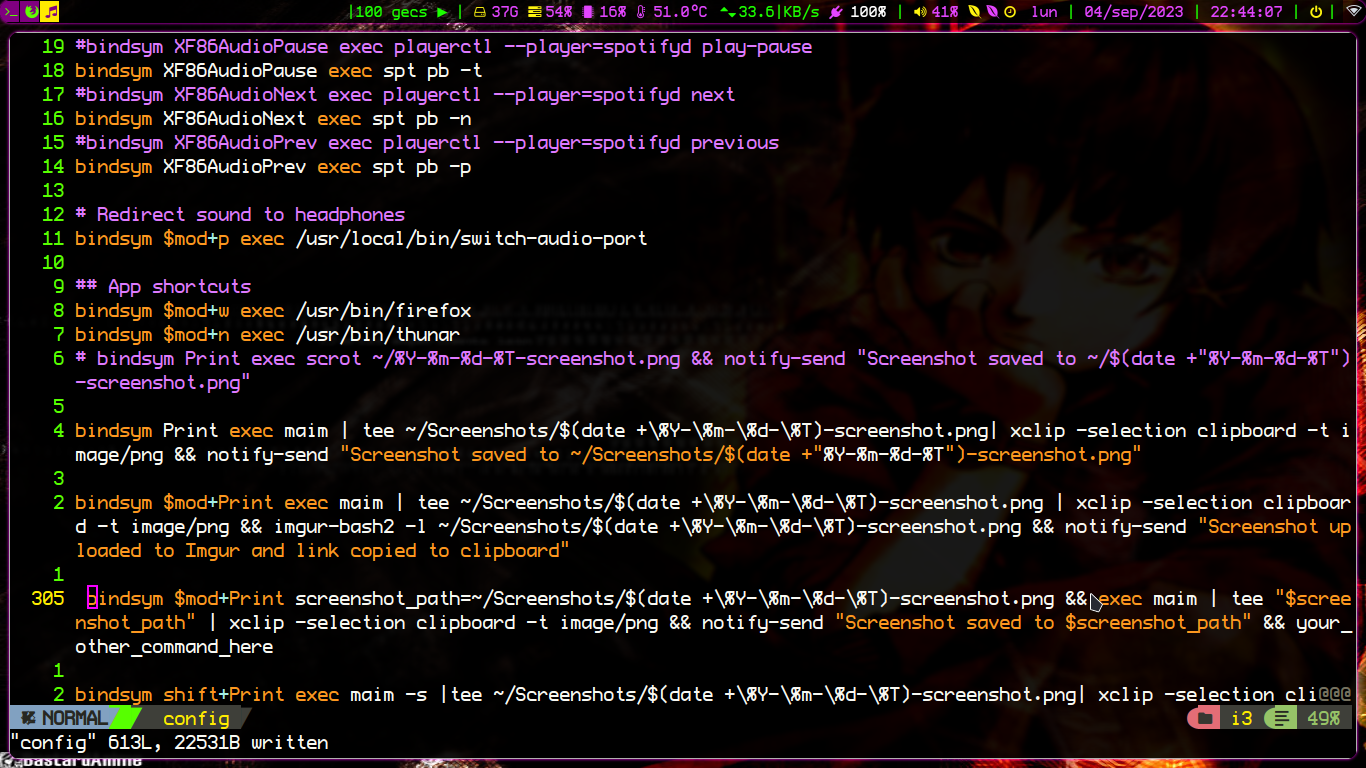 |100 gecs ▶ | 37G 54% 16% 51.0°C 33.6|KB/s 100% | 41% lun | 04/sep/2023 | 22:44:07 | |
19 #bindsym XF86AudioPause exec playerctl --player=spotifyd play-pause
18 bindsym XF86AudioPause exec spt pb -t
17 #bindsym XF86AudioNext exec playerctl --player=spotifyd next
16 bindsym XF86AudioNext exec spt pb -n
15 #bindsym XF86AudioPrev exec playerctl --player=spotifyd previous
14 bindsym XF86AudioPrev exec spt pb -p
13
12 # Redirect sound to headphones
11 bindsym $mod+p exec /usr/local/bin/switch-audio-port
10
9 ## App shortcuts
8 bindsym $mod+w exec /usr/bin/firefox
7 bindsym $mod+n exec /usr/bin/thunar
6 # bindsym Print exec scrot ~/%Y-%m-%d-%T-screenshot.png && notify-send "Screenshot saved to ~/$(date +"%Y-%m-%d-%T")
-screenshot.png"
5
4 bindsym Print exec maim | tee ~/Screenshots/$(date +\%Y-\%m-\%d-\%T)-screenshot.png| xclip -selection clipboard -t i
mage/png && notify-send "Screenshot saved to ~/Screenshots/$(date +"%Y-%m-%d-%T")-screenshot.png"
3
2 bindsym $mod+Print exec maim | tee ~/Screenshots/$(date +\%Y-\%m-\%d-\%T)-screenshot.png | xclip -selection clipboar
d -t image/png && imgur-bash2 -l ~/Screenshots/$(date +\%Y-\%m-\%d-\%T)-screenshot.png && notify-send "Screenshot up
loaded to Imgur and link copied to clipboard"
1
305 bindsym $mod+Print screenshot_path=~/Screenshots/$(date +\%Y-\%m-\%d-\%T)-screenshot.png && exec maim | tee "$scree
nshot_path" | xclip -selection clipboard -t image/png && notify-send "Screenshot saved to $screenshot_path" && your_
other_command_here
1
2 bindsym shift+Print exec maim -s |tee ~/Screenshots/$(date +\%Y-\%m-\%d-\%T)-screenshot.png| xclip -selection cli@@@
NORMAL config i3 49%
"config" 613L, 22531B written